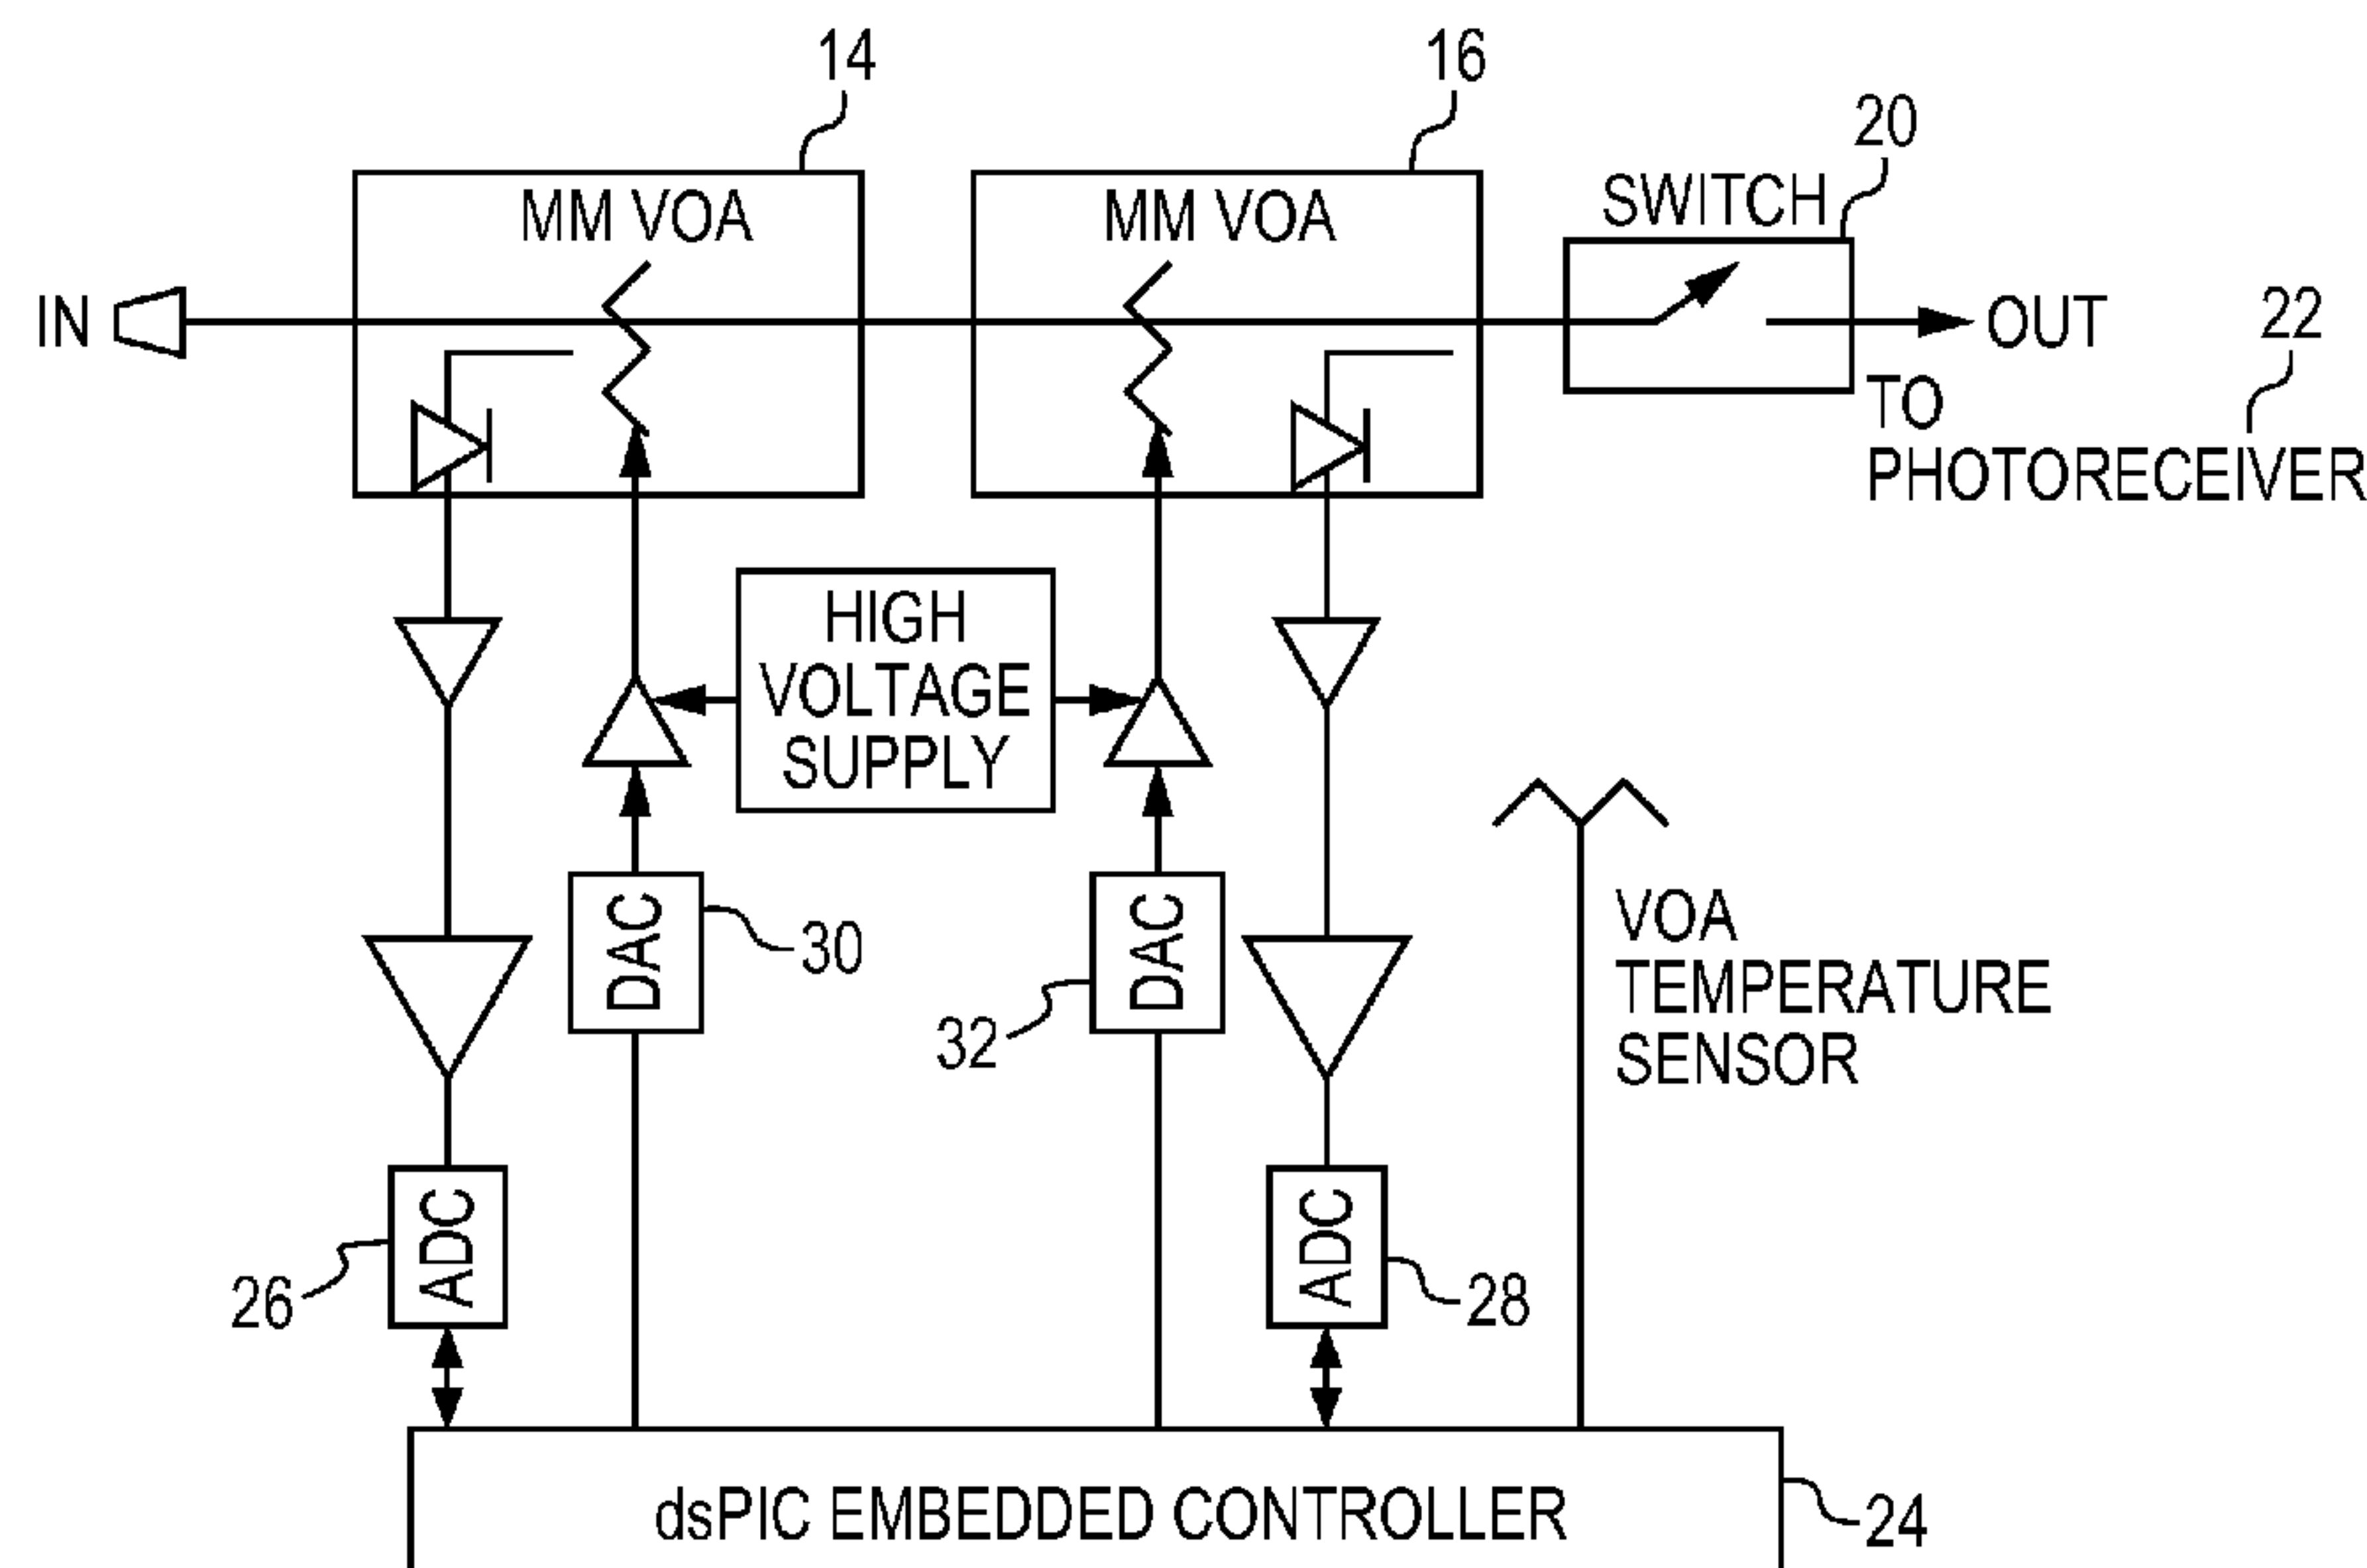 14
16
20
MM VOA
MM VOA
SWITCH
IN
OUT
22
TO
PHOTORECEIVER
HIGH
VOLTAGE
SUPPLY
DAC
30
DAC
32
VOA
TEMPERATURE
SENSOR
ADC
26
ADC
28
dsPIC EMBEDDED CONTROLLER
24